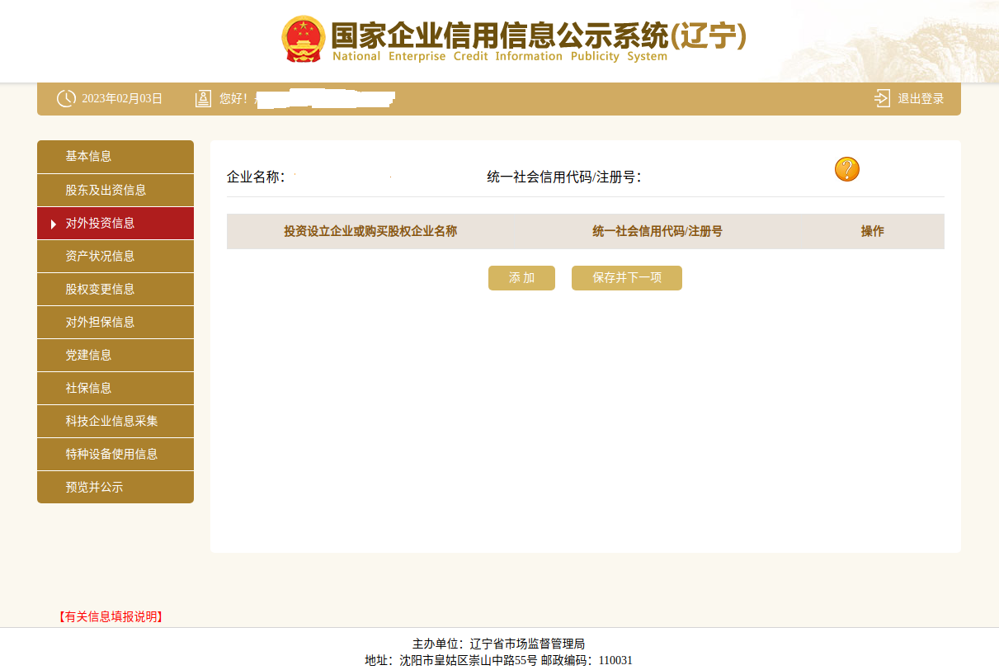 国家企业信用信息公示系统(辽宁)
National Enterprise Credit Information Publicity System
2023年02月03日
您好！
退出登录
基本信息
股东及出资信息
对外投资信息
资产状况信息
股权变更信息
对外担保信息
党建信息
社保信息
科技企业信息采集
特种设备使用信息
预览并公示
企业名称： 统一社会信用代码/注册号：
投资设立企业或购买股权企业名称 统一社会信用代码/注册号 操作
添 加 保存并下一项
【有关信息填报说明】
主办单位：辽宁省市场监督管理局
地址：沈阳市皇姑区崇山中路55号 邮政编码：110031